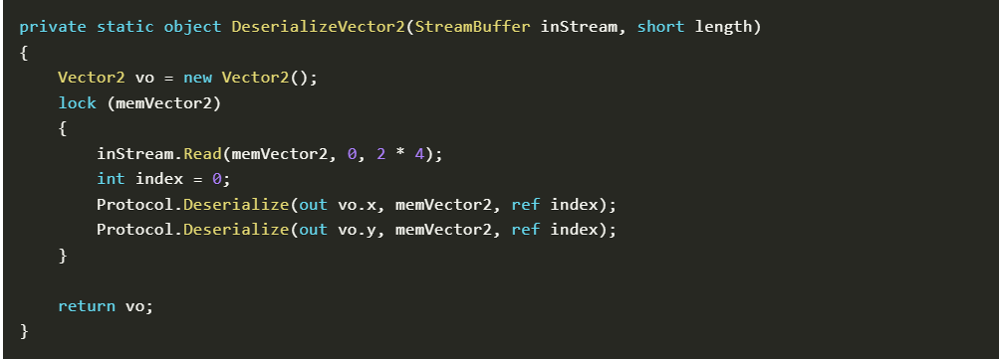 private static object DeserializeVector2(StreamBuffer inStream, short length)
{
    Vector2 vo = new Vector2();
    lock (memVector2)
    {
        inStream.Read(memVector2, 0, 2 * 4);
        int index = 0;
        Protocol.Deserialize(out vo.x, memVector2, ref index);
        Protocol.Deserialize(out vo.y, memVector2, ref index);
    }

    return vo;
}